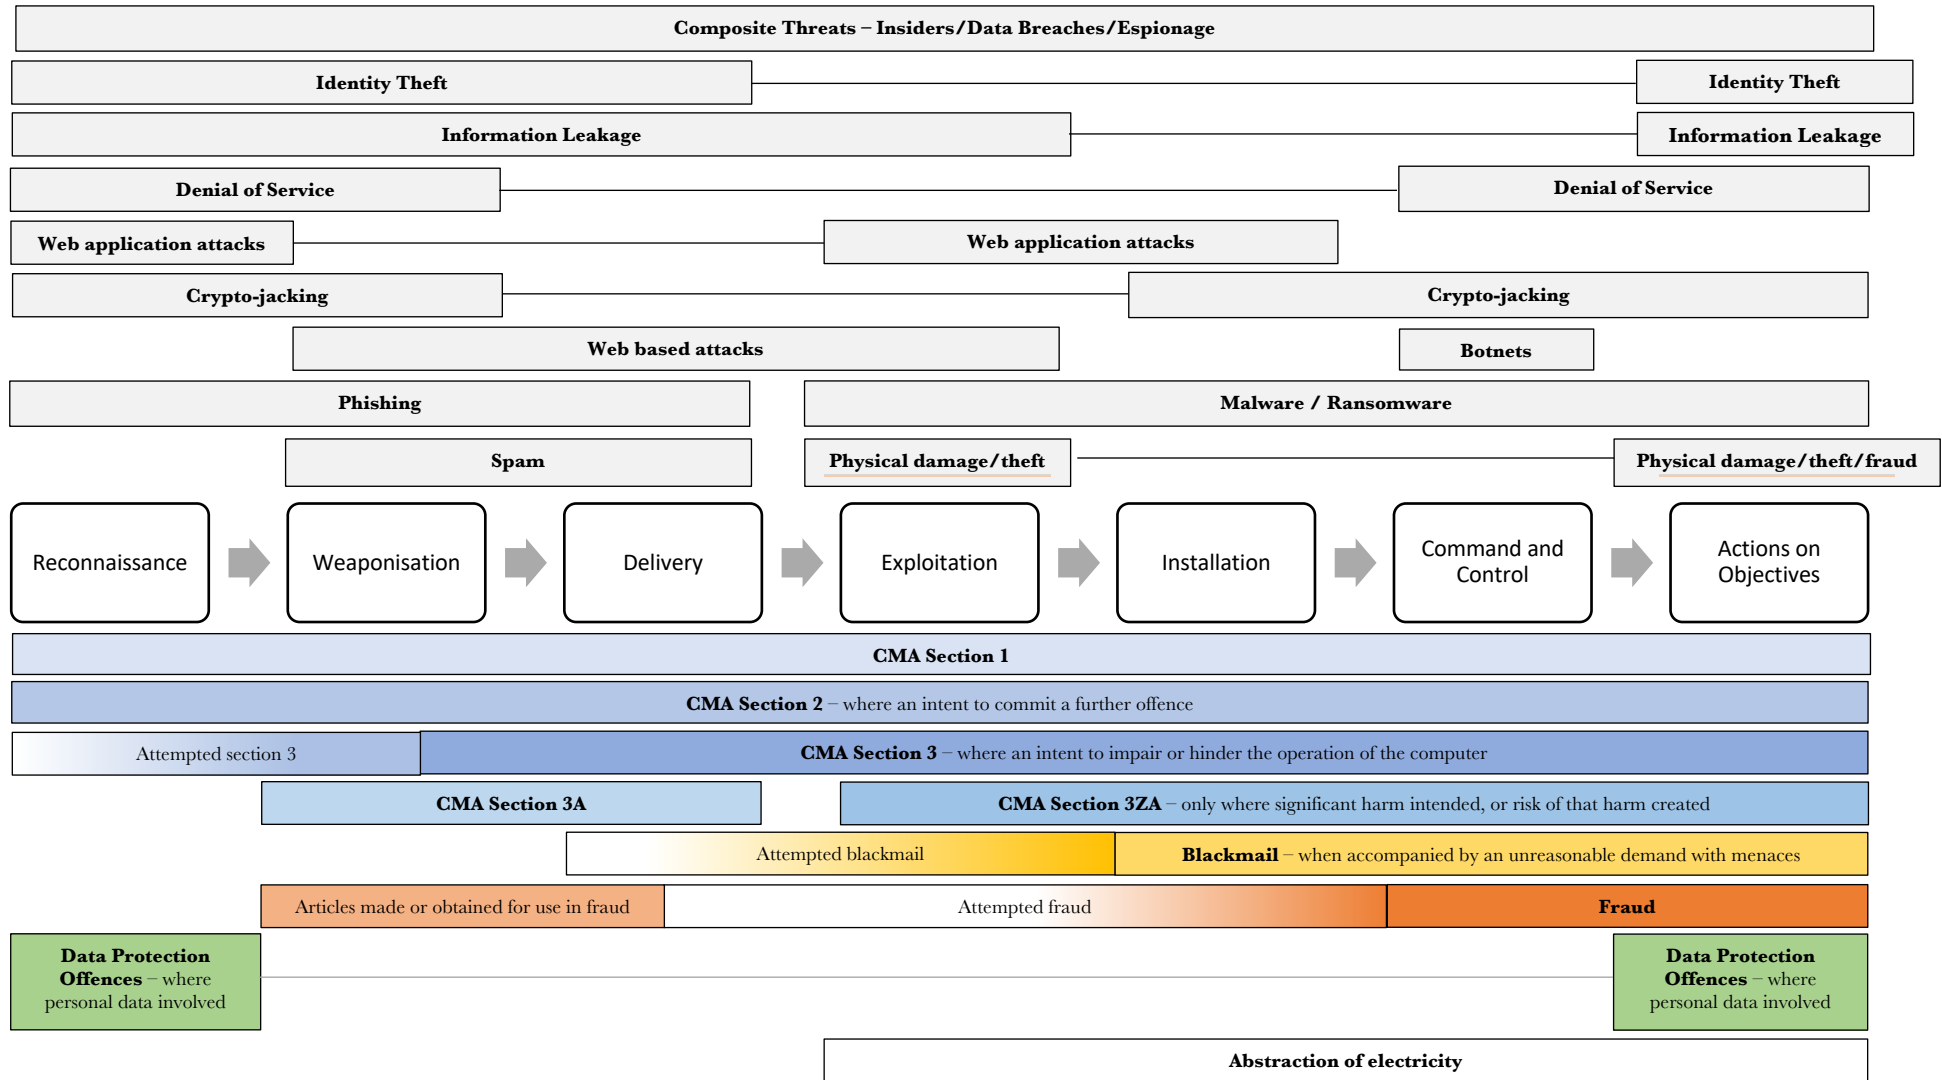 Composite Threats – Insiders/Data Breaches/Espionage
Identity Theft
Identity Theft
Information Leakage
Information Leakage
Denial of Service
Denial of Service
Web application attacks
Web application attacks
Crypto-jacking
Crypto-jacking
Web based attacks
Botnets
Phishing
Malware / Ransomware
Spam
Physical damage/theft
Physical damage/theft/fraud
Reconnaissance
Weaponisation
Delivery
Exploitation
Installation
Command and
Control
Actions on
Objectives
CMA Section 1
CMA Section 2 – where an intent to commit a further offence
Attempted section 3
CMA Section 3 – where an intent to impair or hinder the operation of the computer
CMA Section 3A
CMA Section 3ZA – only where significant harm intended, or risk of that harm created
Attempted blackmail
Blackmail – when accompanied by an unreasonable demand with menaces
Articles made or obtained for use in fraud
Attempted fraud
Fraud
Data Protection
Offences – where
personal data involved
Data Protection
Offences – where
personal data involved
Abstraction of electricity